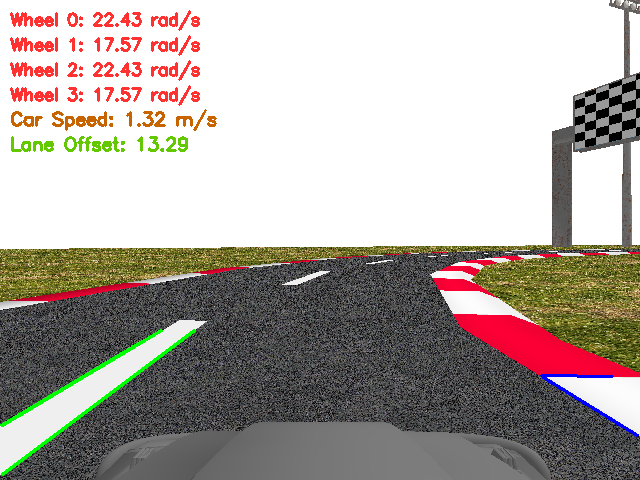 Wheel 0: 22.43 rad/s
Wheel 1: 17.57 rad/s
Wheel 2: 22.43 rad/s
Wheel 3: 17.57 rad/s
Car Speed: 1.32 m/s
Lane Offset: 13.29